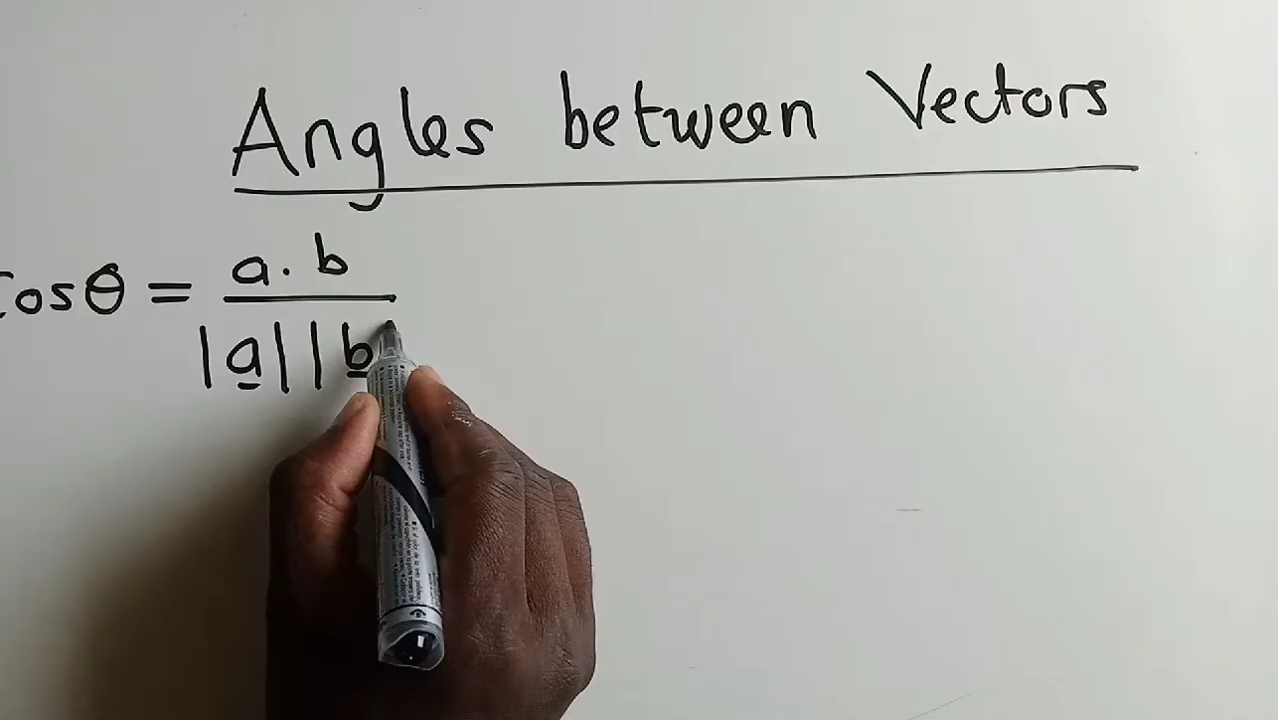 Angles between Vectors
cosθ = a . b
|a| |b